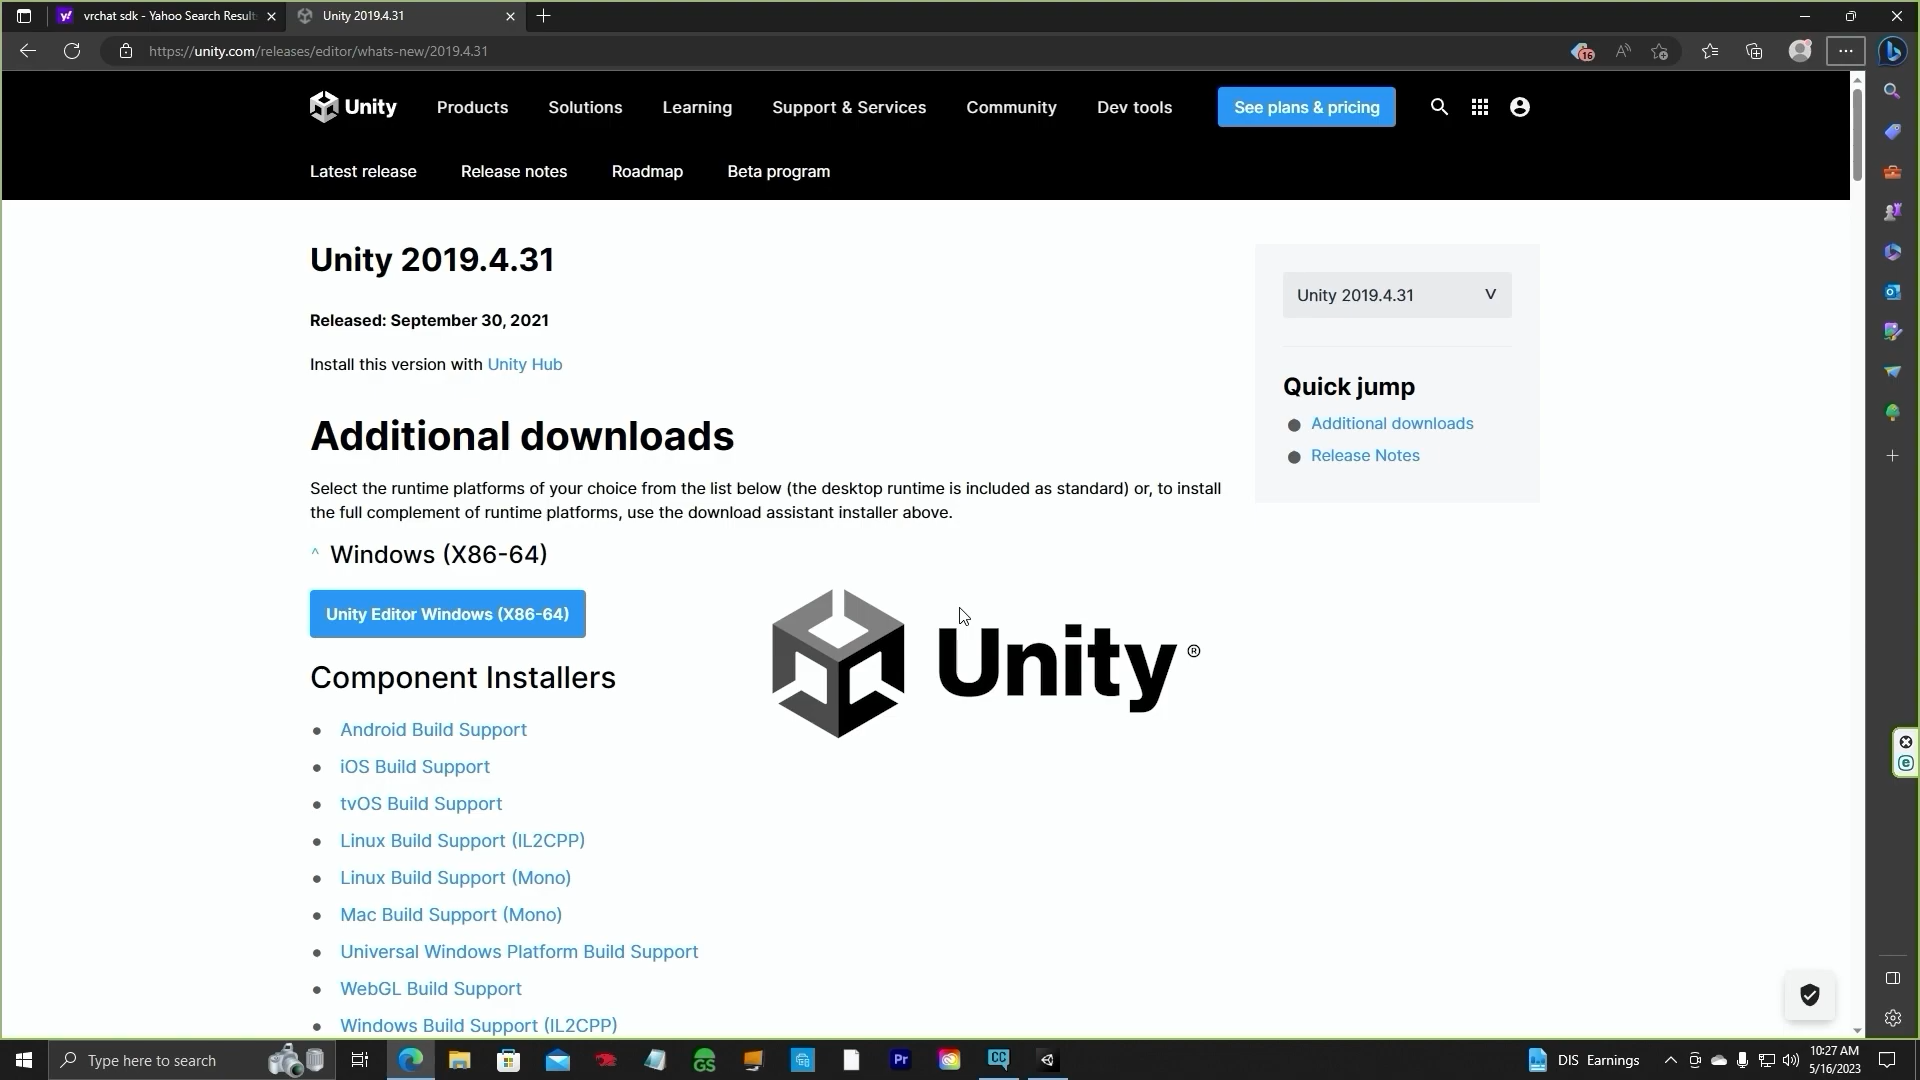 vrchat sdk - Yahoo Search Result
Unity 2019.4.31
https://unity.com/releases/editor/whats-new/2019.4.31
16
Unity
Products
Solutions
Learning
Support & Services
Community
Dev tools
See plans & pricing
Latest release
Release notes
Roadmap
Beta program
Unity 2019.4.31
Released: September 30, 2021
Install this version with Unity Hub
Additional downloads
Select the runtime platforms of your choice from the list below (the desktop runtime is included as standard) or, to install
the full complement of runtime platforms, use the download assistant installer above.
^ Windows (X86-64)
Unity Editor Windows (X86-64)
Component Installers
Android Build Support
iOS Build Support
tvOS Build Support
Linux Build Support (IL2CPP)
Linux Build Support (Mono)
Mac Build Support (Mono)
Universal Windows Platform Build Support
WebGL Build Support
Windows Build Support (IL2CPP)
Unity®
Unity 2019.4.31 V
Quick jump
Additional downloads
Release Notes
Type here to search
GS
Pr
CC
DIS Earnings
10:27 AM
5/16/2023